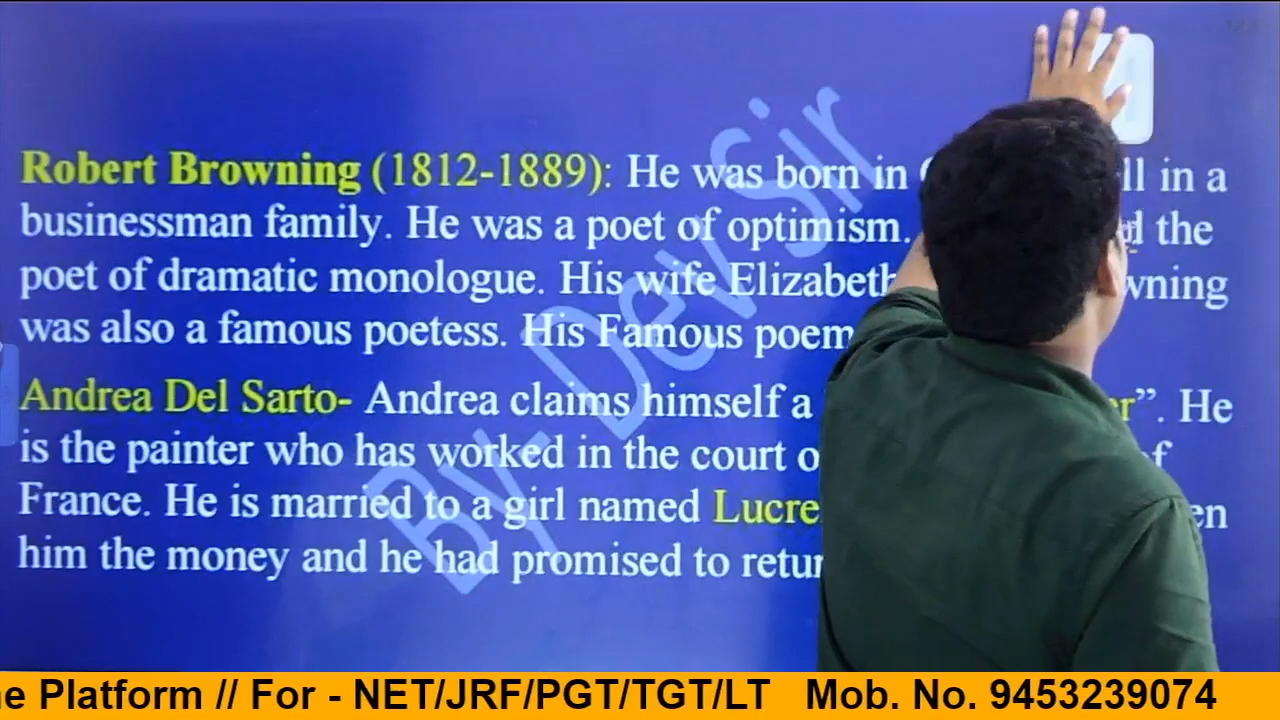 Robert Browning (1812-1889): He was born in ll in a
businessman family. He was a poet of optimism. the
poet of dramatic monologue. His wife Elizabeth wning
was also a famous poetess. His Famous poem
Andrea Del Sarto- Andrea claims himself a er”. He
is the painter who has worked in the court of
France. He is married to a girl named Lucre en
him the money and he had promised to retur
By- Dev Sir
e Platform // For - NET/JRF/PGT/TGT/LT Mob. No. 9453239074